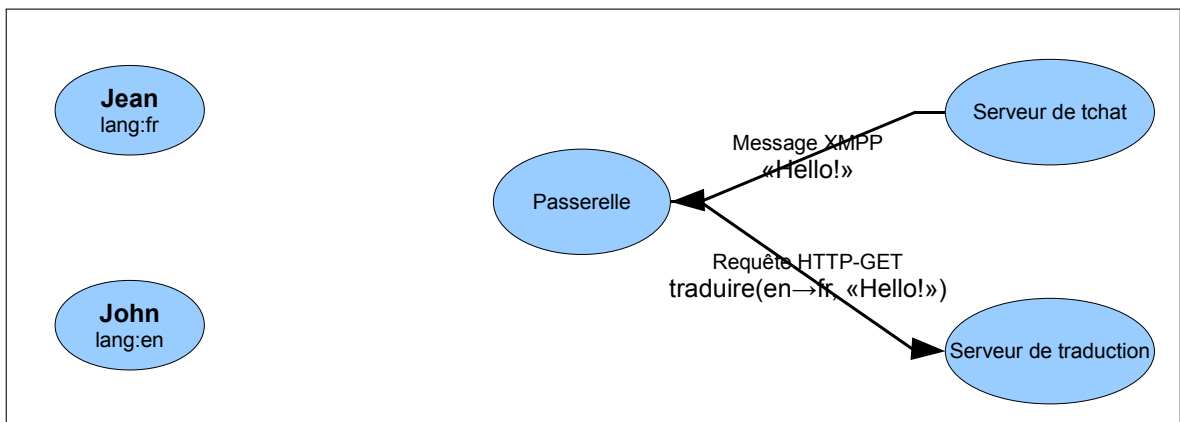 Jean
lang:fr
Serveur de tchat
Message XMPP
«Hello!»
Passerelle
Requête HTTP-GET
traduire(en→fr, «Hello!»)
John
lang:en
Serveur de traduction